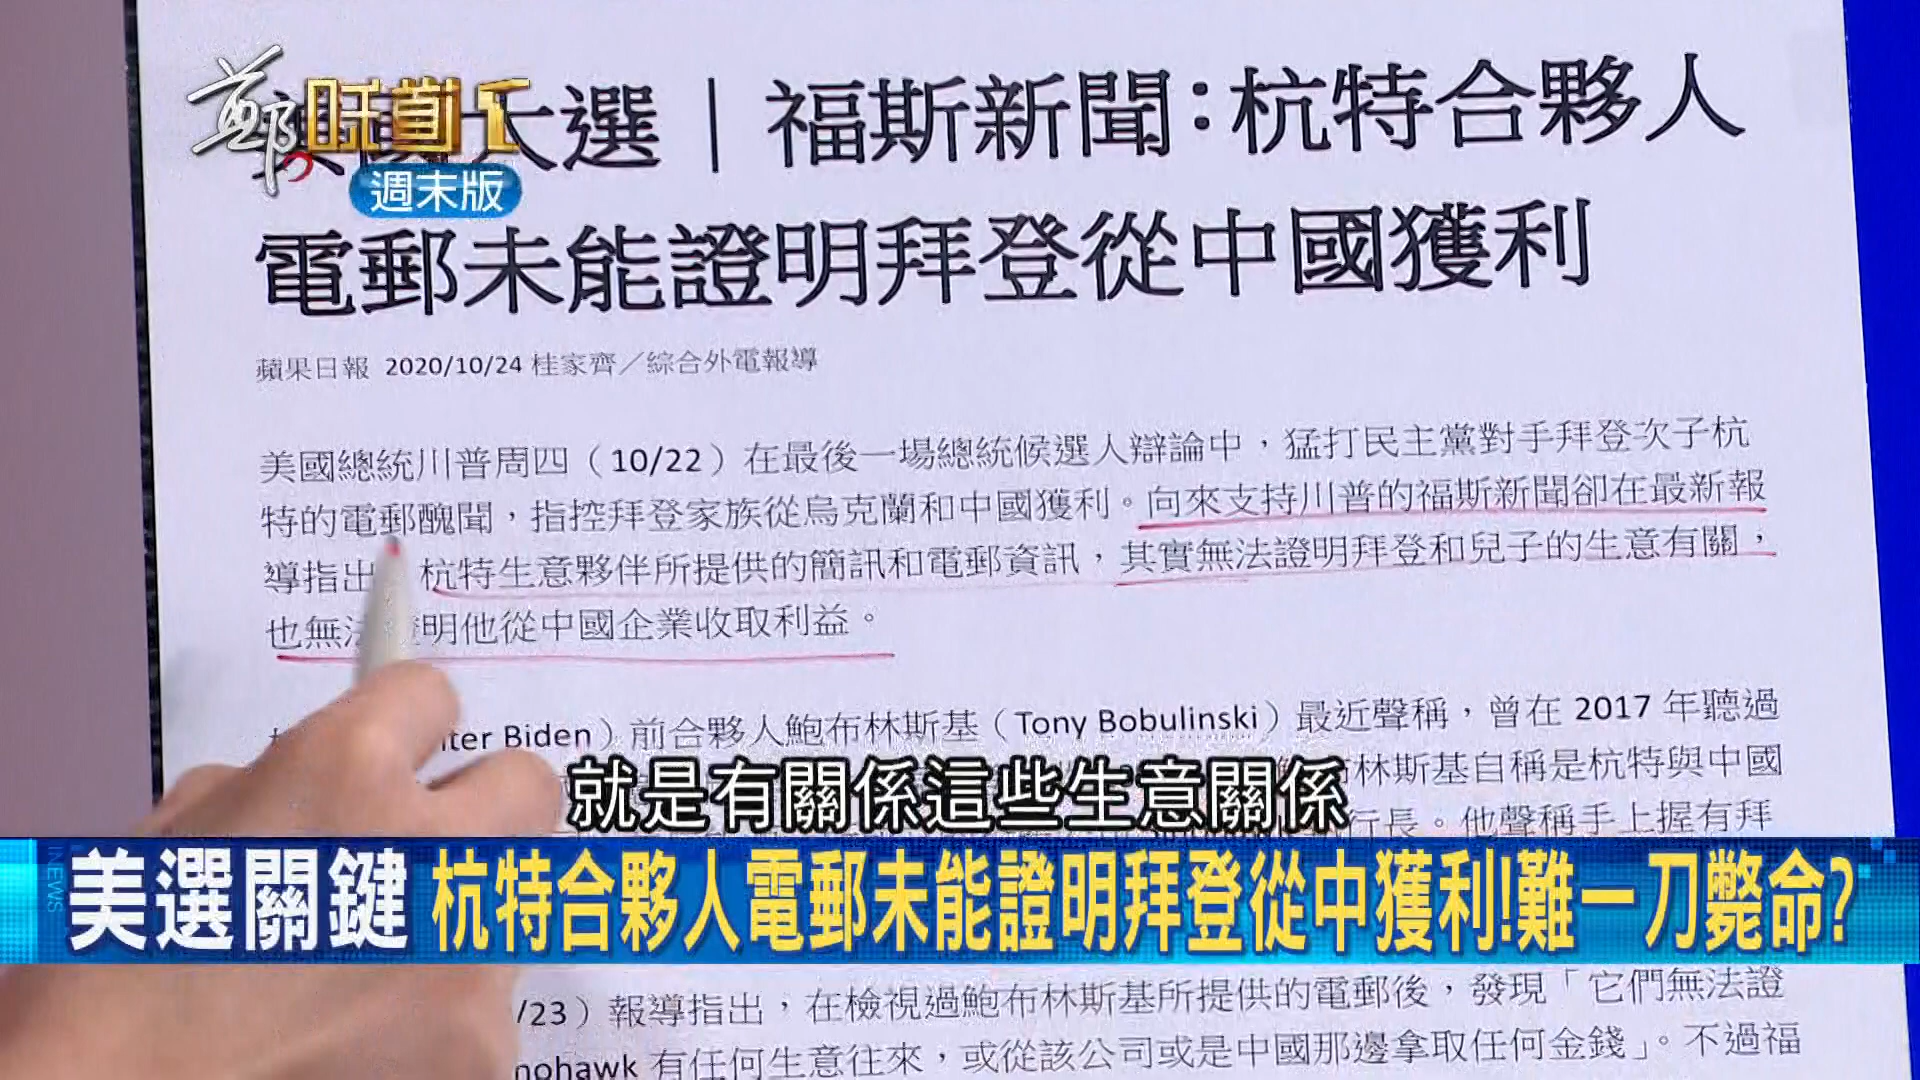 鄭知道了
週末版
大選｜福斯新聞：杭特合夥人
電郵未能證明拜登從中國獲利
蘋果日報 2020/10/24 桂家齊／綜合外電報導
美國總統川普周四（10/22）在最後一場總統候選人辯論中，猛打民主黨對手拜登次子杭
特的電郵醜聞，指控拜登家族從烏克蘭和中國獲利。向來支持川普的福斯新聞卻在最新報
導指出 杭特生意夥伴所提供的簡訊和電郵資訊，其實無法證明拜登和兒子的生意有關，
也無法證明他從中國企業收取利益。
nter Biden）前合夥人鮑布林斯基（Tony Bobulinski）最近聲稱，曾在 2017 年聽過
布林斯基自稱是杭特與中國
就是有關係這些生意關係
行長。他聲稱手上握有拜
NEWS
美選關鍵 杭特合夥人電郵未能證明拜登從中獲利!難一刀斃命?
/23）報導指出，在檢視過鮑布林斯基所提供的電郵後，發現「它們無法證
nohawk 有任何生意往來，或從該公司或是中國那邊拿取任何金錢」。不過福